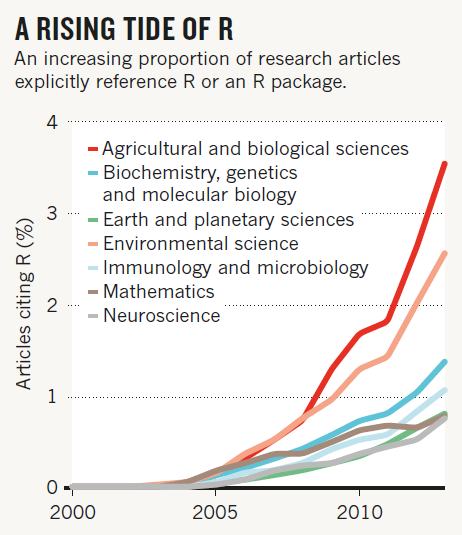 A RISING TIDE OF R
An increasing proportion of research articles
explicitly reference R or an R package.
4
3
2
1
0
Articles citing R (%)
Agricultural and biological sciences
Biochemistry, genetics
and molecular biology
Earth and planetary sciences
Environmental science
Immunology and microbiology
Mathematics
Neuroscience
2000
2005
2010